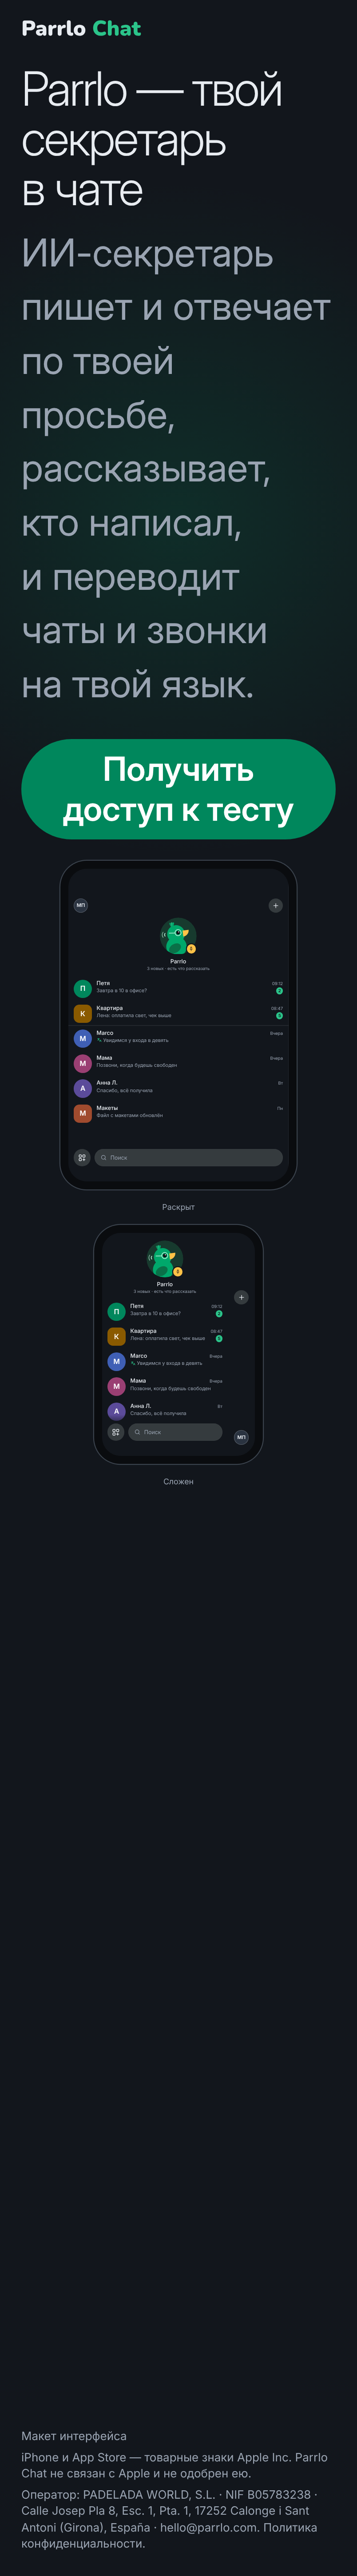 Parrlo Chat
Parrlo — твой
секретарь
в чате
ИИ-секретарь
пишет и отвечает
по твоей
просьбе,
рассказывает,
кто написал,
и переводит
чаты и звонки
на твой язык.
Получить
доступ к тесту
МП
Parrlo
3 новых · есть что рассказать
П
Петя
09:12
Завтра в 10 в офисе?
2
К
Квартира
08:47
Лена: оплатила свет, чек выше
М
Marco
Вчера
Увидимся у входа в девять
М
Мама
Вчера
Позвони, когда будешь свободен
А
Анна Л.
Вт
Спасибо, всё получила
М
Макеты
Пн
Файл с макетами обновлён
Поиск
Раскрыт
Parrlo
3 новых · есть что рассказать
П
Петя
09:12
Завтра в 10 в офисе?
2
К
Квартира
08:47
Лена: оплатила свет, чек выше
М
Marco
Вчера
Увидимся у входа в девять
М
Мама
Вчера
Позвони, когда будешь свободен
А
Анна Л.
Вт
Спасибо, всё получила
Поиск
МП
Сложен
Макет интерфейса
iPhone и App Store — товарные знаки Apple Inc. Parrlo
Chat не связан с Apple и не одобрен ею.
Оператор: PADELADA WORLD, S.L. · NIF B05783238 ·
Calle Josep Pla 8, Esc. 1, Pta. 1, 17252 Calonge i Sant
Antoni (Girona), España · hello@parrlo.com. Политика
конфиденциальности.